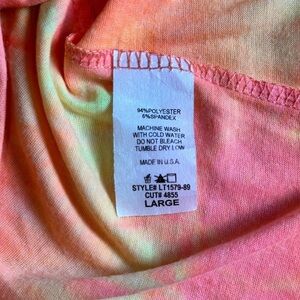 94%POLYESTER
6%SPANDEX
MACHINE WASH
WITH COLD WATER
DO NOT BLEACH
TUMBLE DRY LOW
MADE IN U.S.A.
STYLE# LT1579-89
CUT# 4855
LARGE